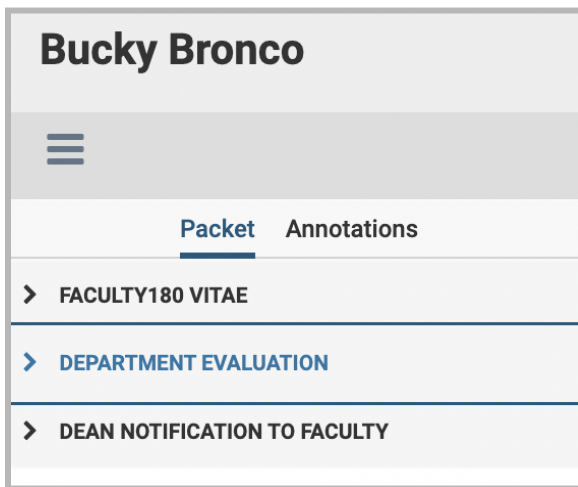 Bucky Bronco
Packet Annotations
FACULTY180 VITAE
DEPARTMENT EVALUATION
DEAN NOTIFICATION TO FACULTY